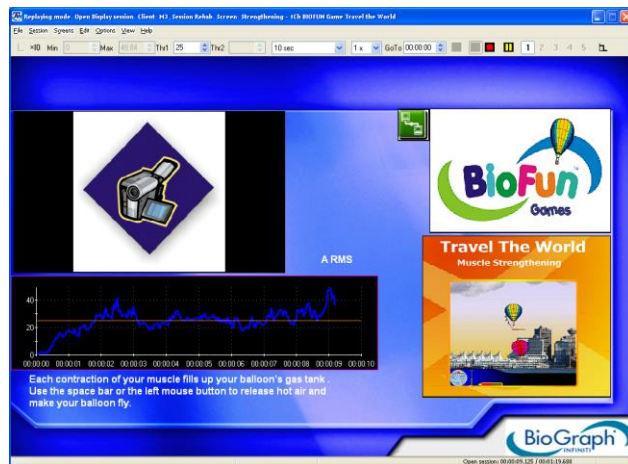 Replaying mode Open Display session Client M3 Session Rehab Screen Strengthening - 1Ch BIOFUN Game Travel the World
File Session Screens Edit Options View Help
×10 Min 0 Max 48.84 Thr1 25 Thr2 10 sec 1 x GoTo 00:00:00 1 2 3 4 5
BioFun™
Games
Travel The World
Muscle Strengthening
A RMS
40
20
0
00:00:00 00:00:01 00:00:02 00:00:03 00:00:04 00:00:05 00:00:06 00:00:07 00:00:08 00:00:09 00:00:10
Each contraction of your muscle fills up your balloon's gas tank .
Use the space bar or the left mouse button to release hot air and
make your balloon fly.
BioGraph
INFINITI
Open session: 00:00:09.125 / 00:01:19.688